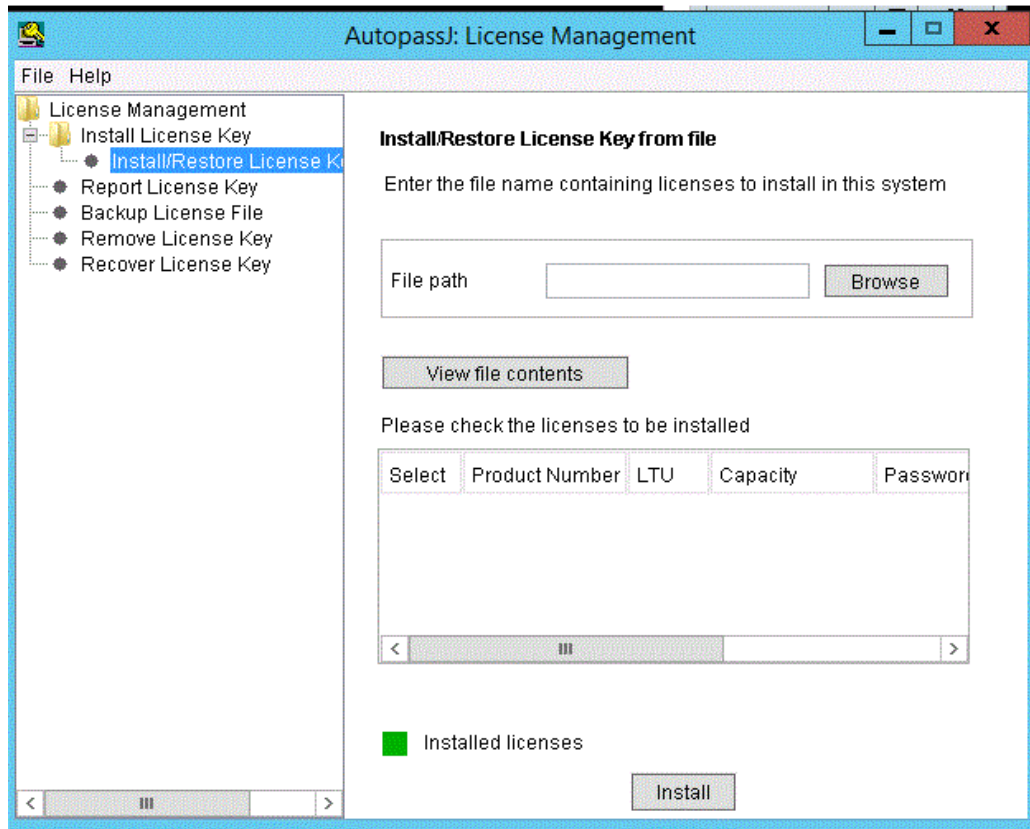 AutopassJ: License Management
File Help
License Management
Install License Key
Install/Restore License K
Report License Key
Backup License File
Remove License Key
Recover License Key
Install/Restore License Key from file
Enter the file name containing licenses to install in this system
File path
Browse
View file contents
Please check the licenses to be installed
Select Product Number LTU Capacity Passwor
Installed licenses
Install